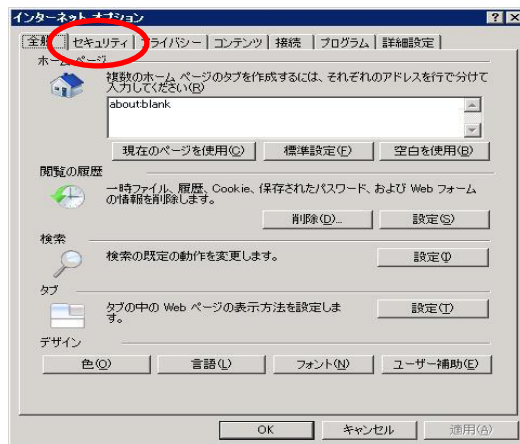 インターネット オプション
全般 セキュリティ プライバシー コンテンツ 接続 プログラム 詳細設定
ホーム ページ
複数のホーム ページのタブを作成するには、それぞれのアドレスを行で分けて
入力してください(R)
about:blank
現在のページを使用(C) 標準設定(F) 空白を使用(B)
閲覧の履歴
一時ファイル、履歴、Cookie、保存されたパスワード、および Web フォーム
の情報を削除します。
削除(D)... 設定(S)
検索
検索の既定の動作を変更します。 設定(I)
タブ
タブの中の Web ページの表示方法を設定しま
す。
設定(T)
デザイン
色(O) 言語(L) フォント(N) ユーザー補助(E)
OK キャンセル 適用(A)